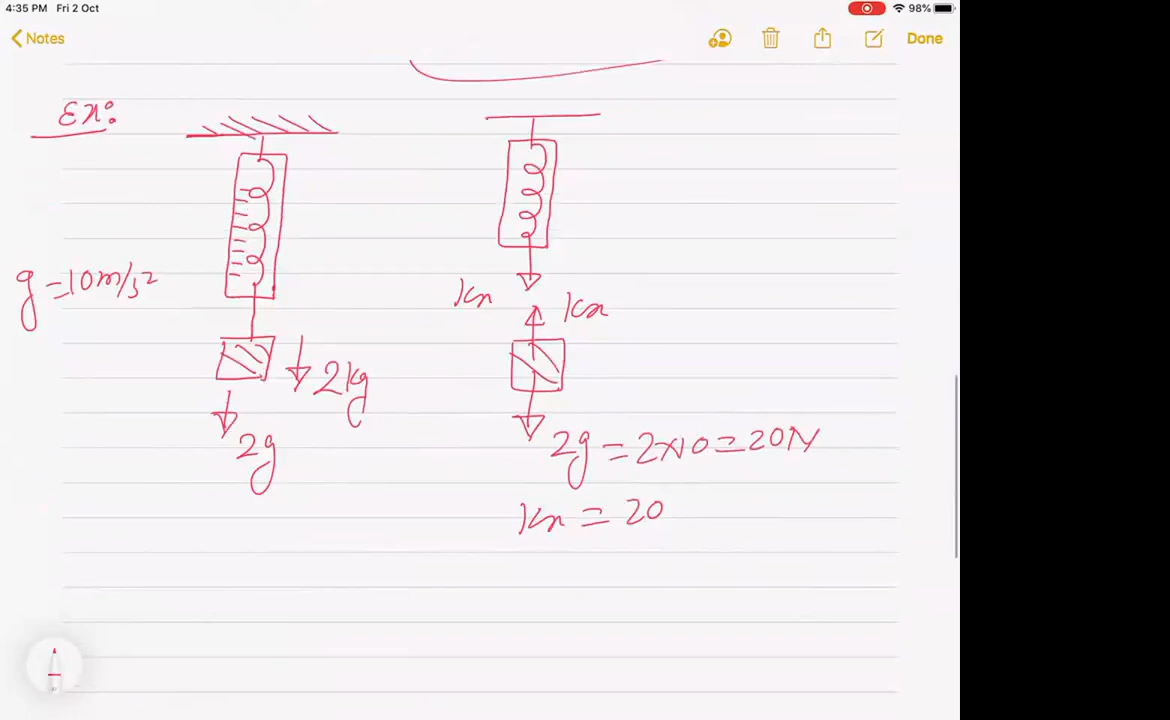 4:35 PM Fri 2 Oct
98%
Notes
Done
Ex:
g=10m/s²
kx
kx
2kg
2g
2g = 2×10=20N
kx = 20